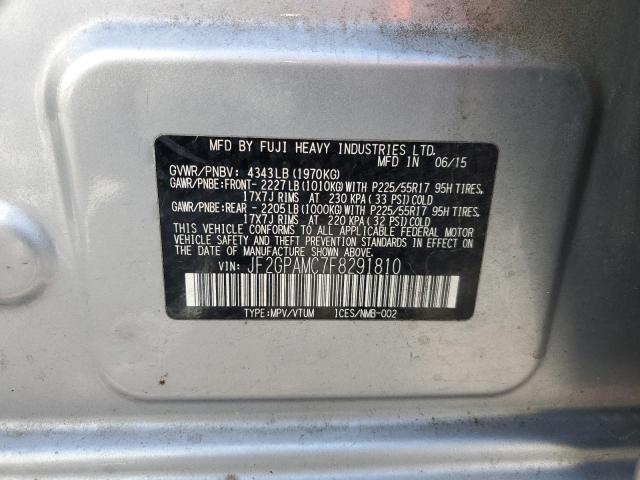 MFD BY FUJI HEAVY INDUSTRIES LTD.
MFD IN 06/15
GVWR/PNBV: 4343LB(1970KG)
GAWR/PNBE:FRONT- 2227LB(1010KG)WITH P225/55R17 95H TIRES,
17X7J RIMS AT 230 KPA(33 PSI)COLD
GAWR/PNBE:REAR - 2205LB(1000KG)WITH P225/55R17 95H TIRES,
17X7J RIMS AT 220 KPA(32 PSI)COLD
THIS VEHICLE CONFORMS TO ALL APPLICABLE FEDERAL MOTOR
VEHICLE SAFETY AND THEFT PREVENTION STANDARDS IN EFFECT ON
THE DATE OF MANUFACTURE SHOWN ABOVE.
VIN: JF2GPAMC7F8291810
TYPE:MPV/VTUM ICES/NMB-002